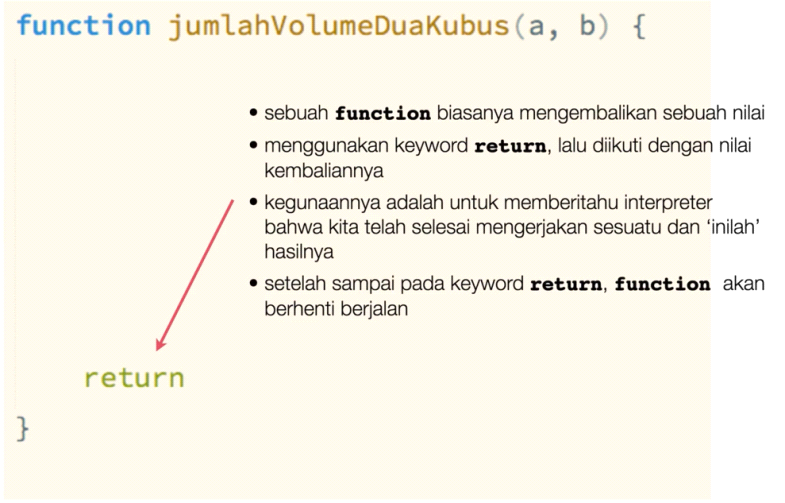 function jumlahVolumeDuaKubus(a, b) {
• sebuah function biasanya mengembalikan sebuah nilai
• menggunakan keyword return, lalu diikuti dengan nilai
kembaliannya
• kegunaannya adalah untuk memberitahu interpreter
bahwa kita telah selesai mengerjakan sesuatu dan ‘inilah’
hasilnya
• setelah sampai pada keyword return, function akan
berhenti berjalan
return
}